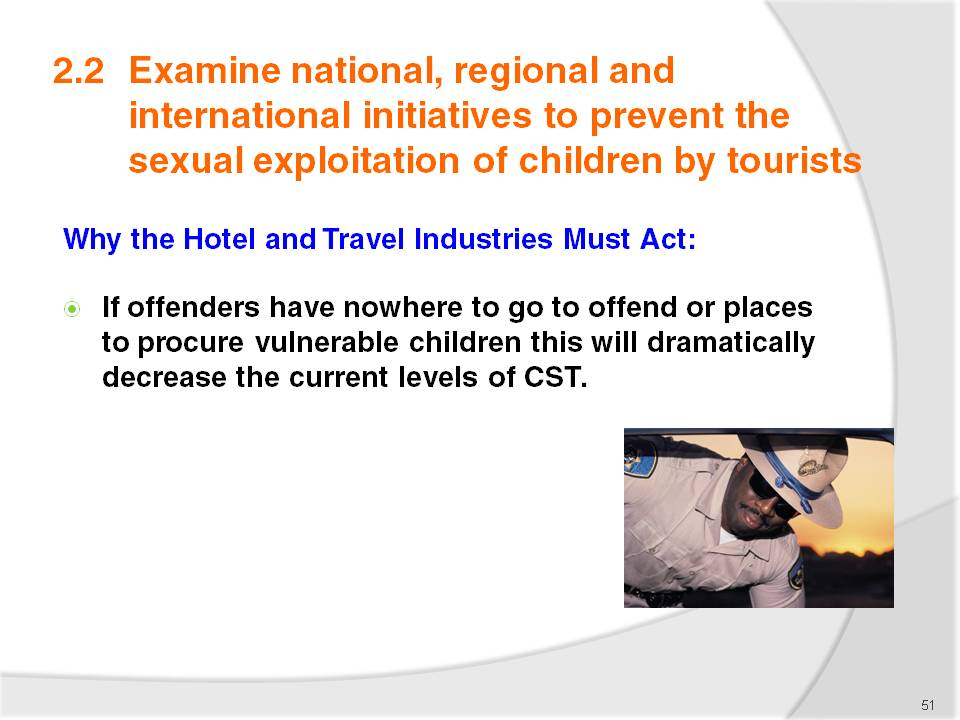 2.2 Examine national, regional and
international initiatives to prevent the
sexual exploitation of children by tourists
Why the Hotel and Travel Industries Must Act:
If offenders have nowhere to go to offend or places
to procure vulnerable children this will dramatically
decrease the current levels of CST.
51